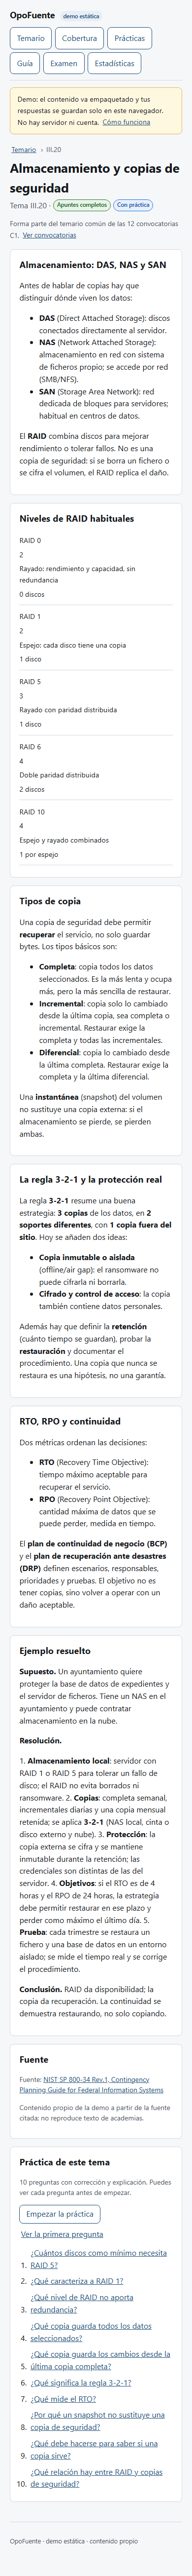 OpoFuente demo estática
Temario Cobertura Prácticas
Guía Examen Estadísticas
Demo: el contenido va empaquetado y tus
respuestas se guardan solo en este navegador.
No hay servidor ni cuenta. Cómo funciona
Temario › III.20
Almacenamiento y copias de
seguridad
Tema III.20 · Apuntes completos Con práctica
Forma parte del temario común de las 12 convocatorias
C1. Ver convocatorias
Almacenamiento: DAS, NAS y SAN
Antes de hablar de copias hay que
distinguir dónde viven los datos:
• DAS (Direct Attached Storage): discos
conectados directamente al servidor.
• NAS (Network Attached Storage):
almacenamiento en red con sistema
de ficheros propio; se accede por red
(SMB/NFS).
• SAN (Storage Area Network): red
dedicada de bloques para servidores;
habitual en centros de datos.
El RAID combina discos para mejorar
rendimiento o tolerar fallos. No es una
copia de seguridad: si se borra un fichero o
se cifra el volumen, el RAID replica el daño.
Niveles de RAID habituales
RAID 0
2
Rayado: rendimiento y capacidad, sin
redundancia
0 discos
RAID 1
2
Espejo: cada disco tiene una copia
1 disco
RAID 5
3
Rayado con paridad distribuida
1 disco
RAID 6
4
Doble paridad distribuida
2 discos
RAID 10
4
Espejo y rayado combinados
1 por espejo
Tipos de copia
Una copia de seguridad debe permitir
recuperar el servicio, no solo guardar
bytes. Los tipos básicos son:
• Completa: copia todos los datos
seleccionados. Es la más lenta y ocupa
más, pero la más sencilla de restaurar.
• Incremental: copia solo lo cambiado
desde la última copia, sea completa o
incremental. Restaurar exige la
completa y todas las incrementales.
• Diferencial: copia lo cambiado desde
la última completa. Restaurar exige la
completa y la última diferencial.
Una instantánea (snapshot) del volumen
no sustituye una copia externa: si el
almacenamiento se pierde, se pierden
ambas.
La regla 3-2-1 y la protección real
La regla 3-2-1 resume una buena
estrategia: 3 copias de los datos, en 2
soportes diferentes, con 1 copia fuera del
sitio. Hoy se añaden dos ideas:
• Copia inmutable o aislada
(offline/air gap): el ransomware no
puede cifrarla ni borrarla.
• Cifrado y control de acceso: la copia
también contiene datos personales.
Además hay que definir la retención
(cuánto tiempo se guardan), probar la
restauración y documentar el
procedimiento. Una copia que nunca se
restaura es una hipótesis, no una garantía.
RTO, RPO y continuidad
Dos métricas ordenan las decisiones:
• RTO (Recovery Time Objective):
tiempo máximo aceptable para
recuperar el servicio.
• RPO (Recovery Point Objective):
cantidad máxima de datos que se
puede perder, medida en tiempo.
El plan de continuidad de negocio (BCP)
y el plan de recuperación ante desastres
(DRP) definen escenarios, responsables,
prioridades y pruebas. El objetivo no es
tener copias, sino volver a operar con un
daño aceptable.
Ejemplo resuelto
Supuesto. Un ayuntamiento quiere
proteger la base de datos de expedientes y
el servidor de ficheros. Tiene un NAS en el
ayuntamiento y puede contratar
almacenamiento en la nube.
Resolución.
1. Almacenamiento local: servidor con
RAID 1 o RAID 5 para tolerar un fallo de
disco; el RAID no evita borrados ni
ransomware. 2. Copias: completa semanal,
incrementales diarias y una copia mensual
retenida; se aplica 3-2-1 (NAS local, cinta o
disco externo y nube). 3. Protección: la
copia externa se cifra y se mantiene
inmutable durante la retención; las
credenciales son distintas de las del
servidor. 4. Objetivos: si el RTO es de 4
horas y el RPO de 24 horas, la estrategia
debe permitir restaurar en ese plazo y
perder como máximo el último día. 5.
Prueba: cada trimestre se restaura un
fichero y una base de datos en un entorno
aislado; se mide el tiempo real y se corrige
el procedimiento.
Conclusión. RAID da disponibilidad; la
copia da recuperación. La continuidad se
demuestra restaurando, no solo copiando.
Fuente
Fuente: NIST SP 800-34 Rev.1, Contingency
Planning Guide for Federal Information Systems
Contenido propio de la demo a partir de la fuente
citada; no reproduce texto de academias.
Práctica de este tema
10 preguntas con corrección y explicación. Puedes
ver cada pregunta antes de empezar.
Empezar la práctica
Ver la primera pregunta
¿Cuántos discos como mínimo necesita
1. RAID 5?
2. ¿Qué caracteriza a RAID 1?
¿Qué nivel de RAID no aporta
3. redundancia?
¿Qué copia guarda todos los datos
4. seleccionados?
¿Qué copia guarda los cambios desde la
5. última copia completa?
6. ¿Qué significa la regla 3-2-1?
7. ¿Qué mide el RTO?
¿Por qué un snapshot no sustituye una
8. copia de seguridad?
¿Qué debe hacerse para saber si una
9. copia sirve?
¿Qué relación hay entre RAID y copias
10. de seguridad?
OpoFuente · demo estática · contenido propio